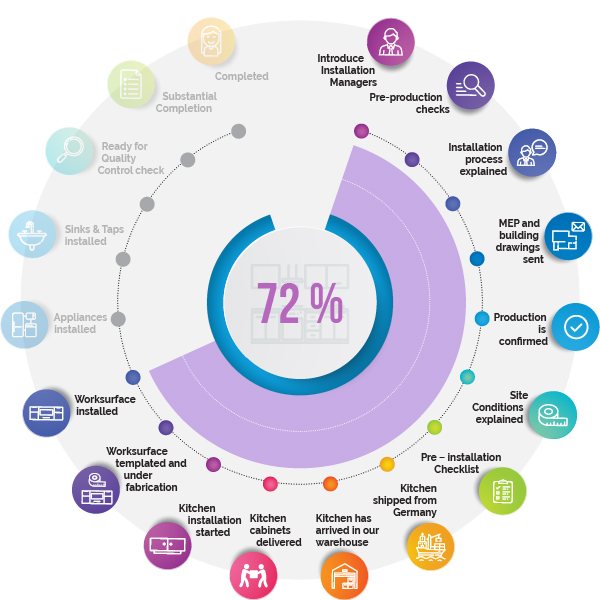 Introduce
Installation
Managers
Pre-production
checks
Installation
process
explained
MEP and
building
drawings
sent
Production
is
confirmed
Site
Conditions
explained
Pre – installation
Checklist
Kitchen
shipped from
Germany
Kitchen has
arrived in our
warehouse
Kitchen
cabinets
delivered
Kitchen
installation
started
Worksurface
templated and
under
fabrication
Worksurface
installed
Appliances
installed
Sinks & Taps
installed
Ready for
Quality
Control check
Substantial
Completion
Completed
72 %